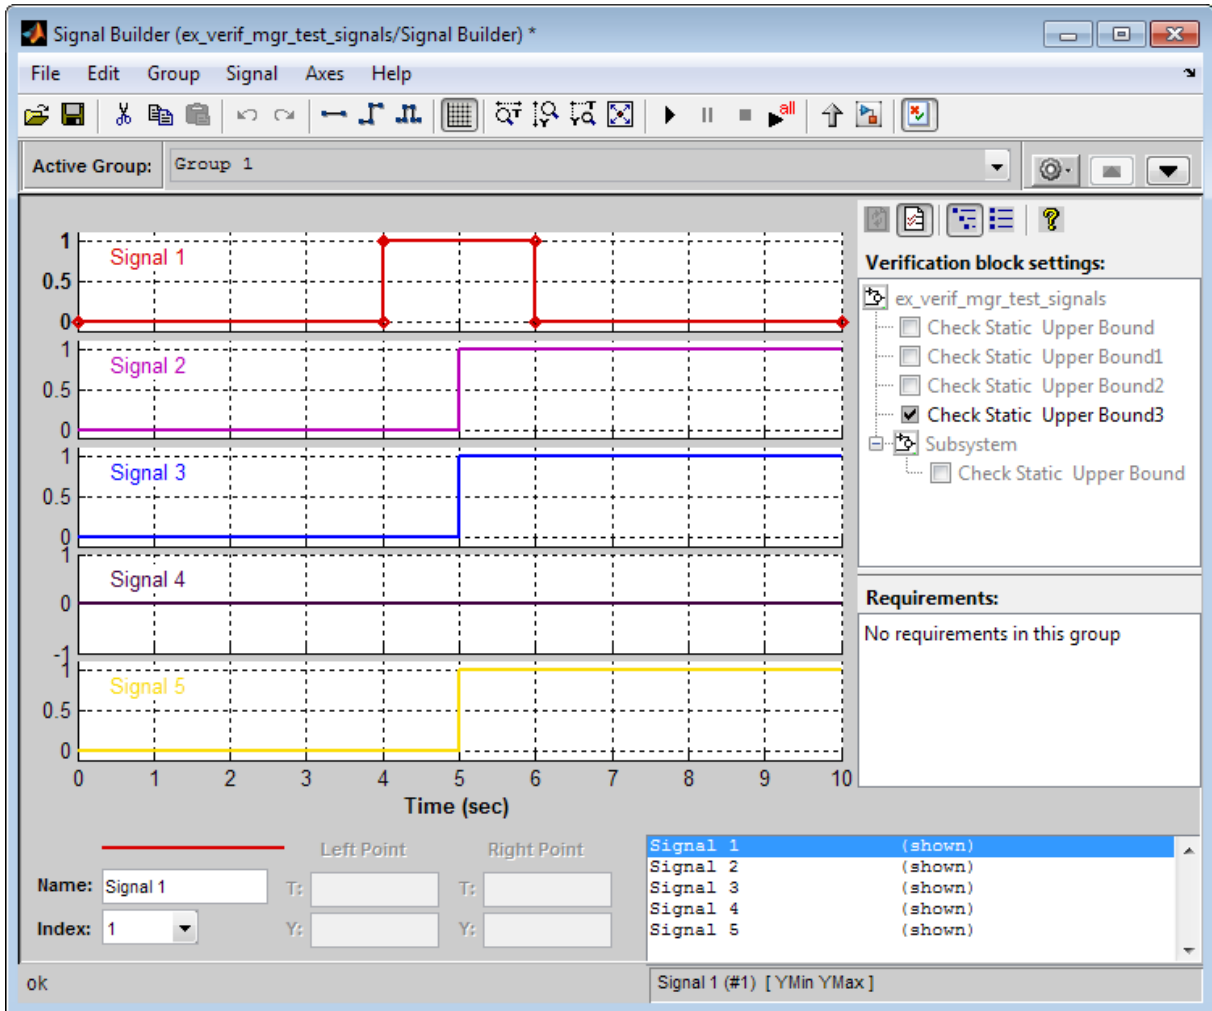 Signal Builder (ex_verif_mgr_test_signals/Signal Builder) *
File Edit Group Signal Axes Help
all
Active Group: Group 1
Verification block settings:
ex_verif_mgr_test_signals
Check Static Upper Bound
Check Static Upper Bound1
Check Static Upper Bound2
Check Static Upper Bound3
Subsystem
Check Static Upper Bound
Requirements:
No requirements in this group
1
Signal 1
0.5
0
1
Signal 2
0.5
0
1
Signal 3
0.5
0
1
Signal 4
0
-1
1
Signal 5
0.5
0
0 1 2 3 4 5 6 7 8 9 10
Time (sec)
Left Point Right Point
Name: Signal 1 T: T:
Index: 1 Y: Y:
Signal 1 (shown)
Signal 2 (shown)
Signal 3 (shown)
Signal 4 (shown)
Signal 5 (shown)
ok
Signal 1 (#1) [ YMin YMax ]